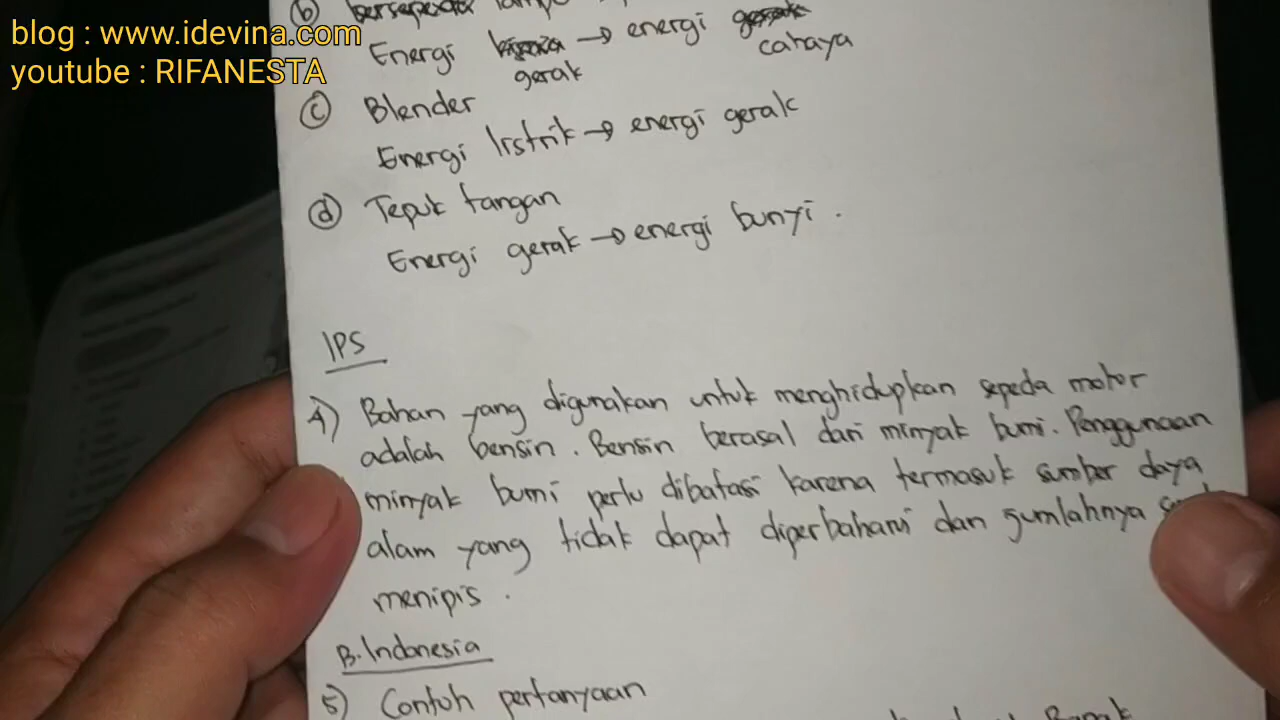 blog : www.idevina.com
youtube : RIFANESTA
b
Energi → energi
gerak cahaya
c Blender
Energi listrik → energi gerak
d Tepuk tangan
Energi gerak → energi bunyi.
IPS
4) Bahan yang digunakan untuk menghidupkan sepeda motor
adalah bensin. Bensin berasal dari minyak bumi. Penggunaan
minyak bumi perlu dibatasi karena termasuk sumber daya
alam yang tidak dapat diperbaharui dan jumlahnya
menipis.
B. Indonesia
5) Contoh pertanyaan